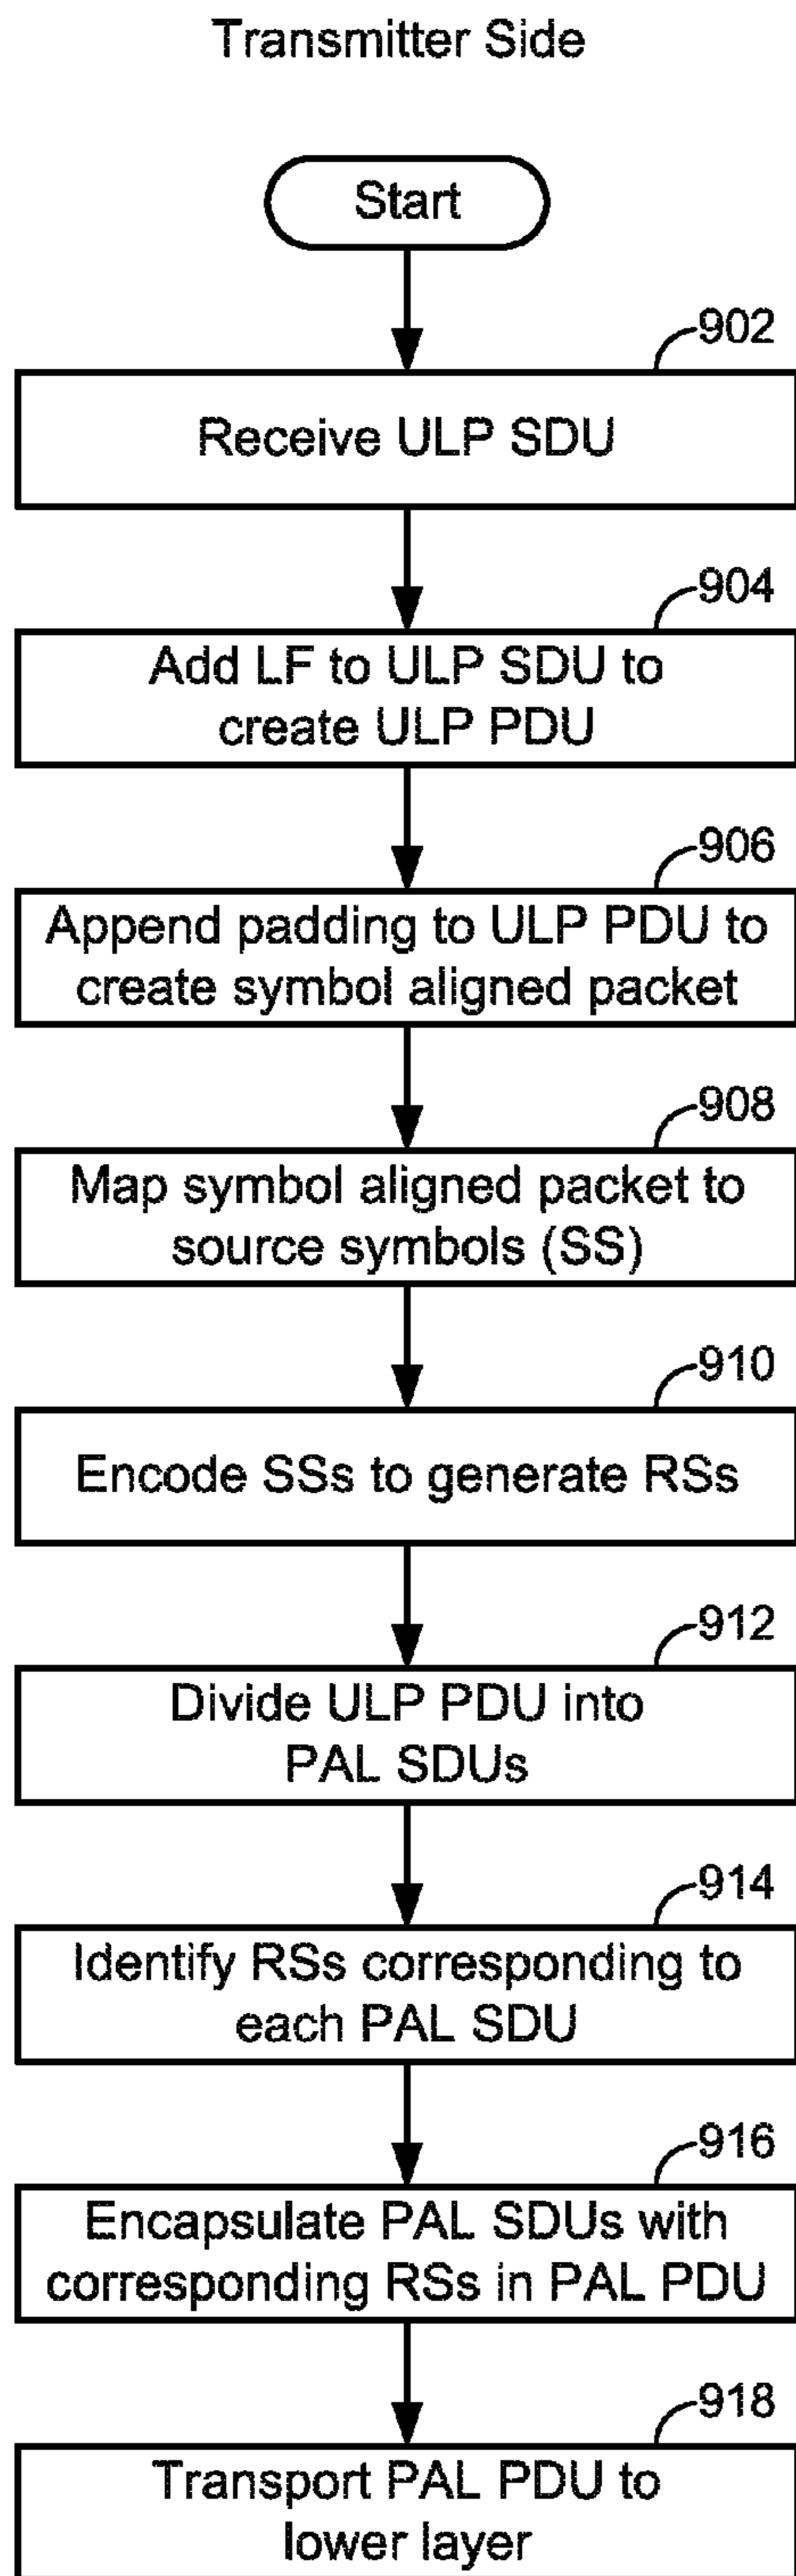 Transmitter Side
Start
902
Receive ULP SDU
904
Add LF to ULP SDU to
create ULP PDU
906
Append padding to ULP PDU to
create symbol aligned packet
908
Map symbol aligned packet to
source symbols (SS)
910
Encode SSs to generate RSs
912
Divide ULP PDU into
PAL SDUs
914
Identify RSs corresponding to
each PAL SDU
916
Encapsulate PAL SDUs with
corresponding RSs in PAL PDU
918
Transport PAL PDU to
lower layer